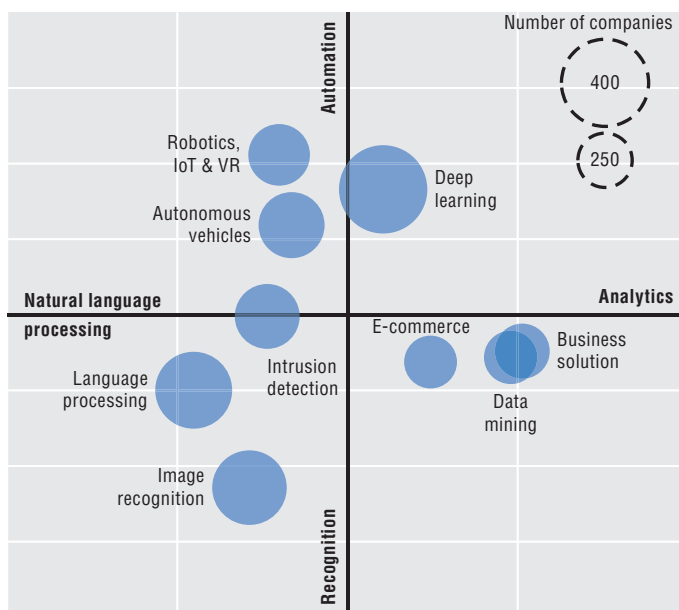 Number of companies
Automation
400
250
Robotics,
IoT & VR
Deep
learning
Autonomous
vehicles
Natural language
processing
Analytics
E-commerce
Business
solution
Intrusion
detection
Language
processing
Data
mining
Image
recognition
Recognition